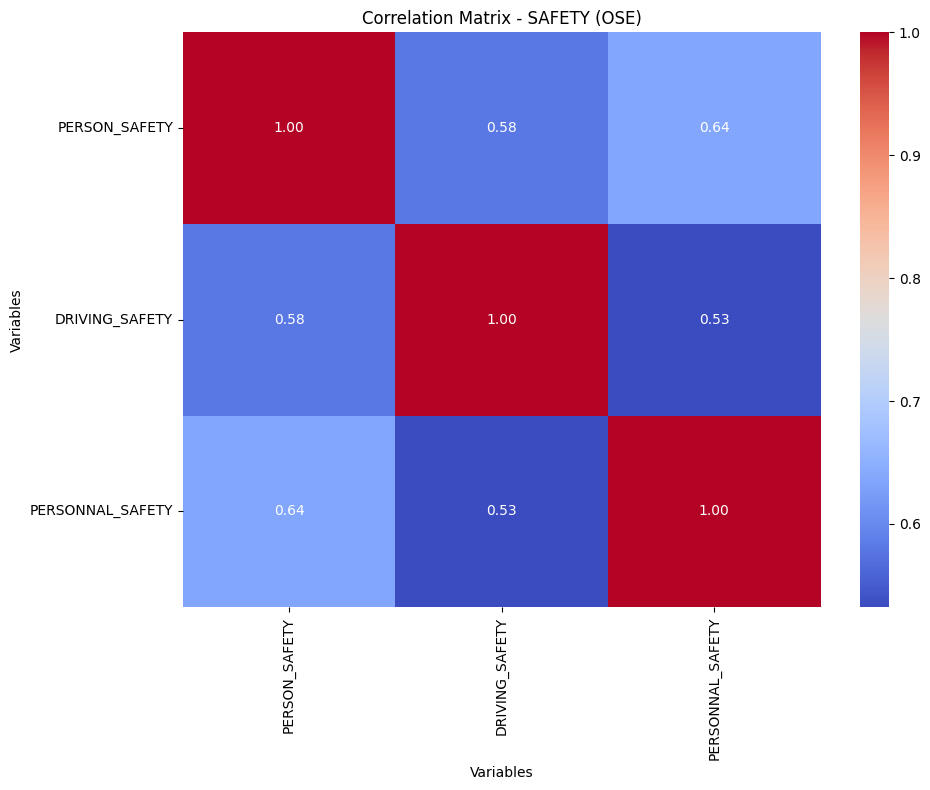 Correlation Matrix - SAFETY (OSE)
Variables
PERSON_SAFETY
1.00 0.58 0.64
DRIVING_SAFETY
0.58 1.00 0.53
PERSONNAL_SAFETY
0.64 0.53 1.00
PERSON_SAFETY
DRIVING_SAFETY
PERSONNAL_SAFETY
Variables
1.0
0.9
0.8
0.7
0.6